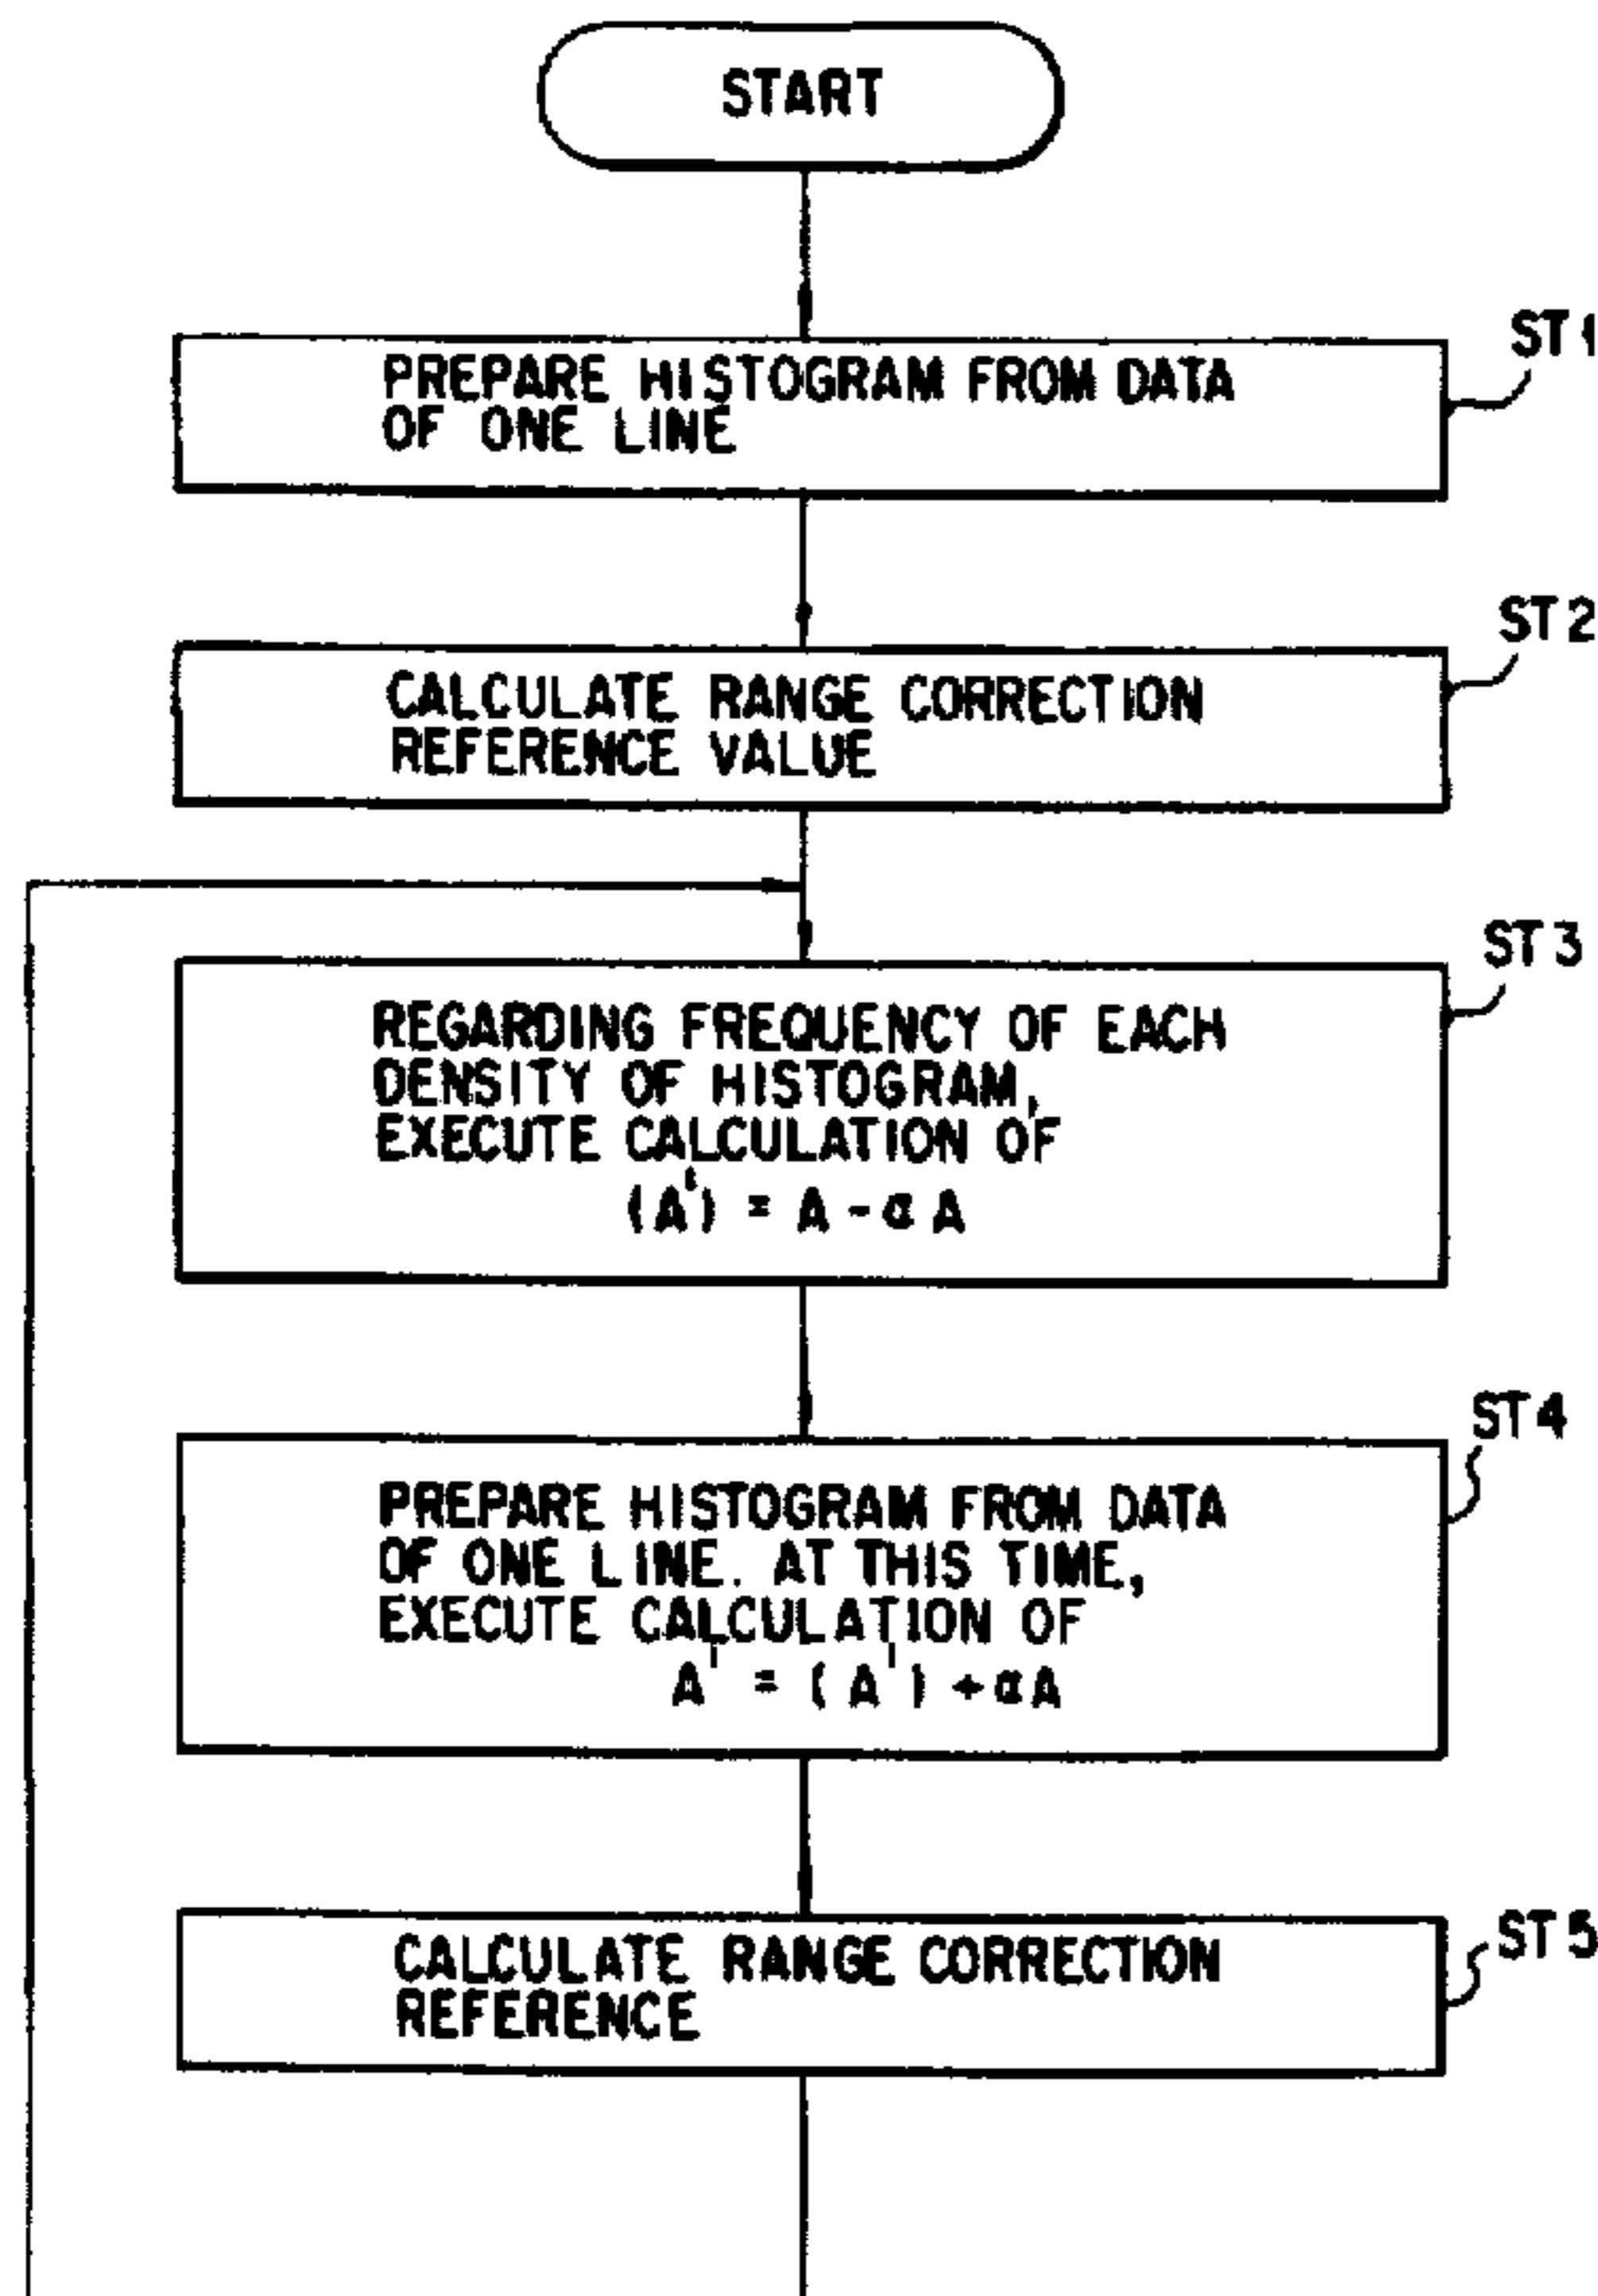 START
ST1
PREPARE HISTOGRAM FROM DATA
OF ONE LINE
ST2
CALCULATE RANGE CORRECTION
REFERENCE VALUE
ST3
REGARDING FREQUENCY OF EACH
DENSITY OF HISTOGRAM,
EXECUTE CALCULATION OF
(A') = A - α A
ST4
PREPARE HISTOGRAM FROM DATA
OF ONE LINE. AT THIS TIME,
EXECUTE CALCULATION OF
A' = (A') + αA
ST5
CALCULATE RANGE CORRECTION
REFERENCE